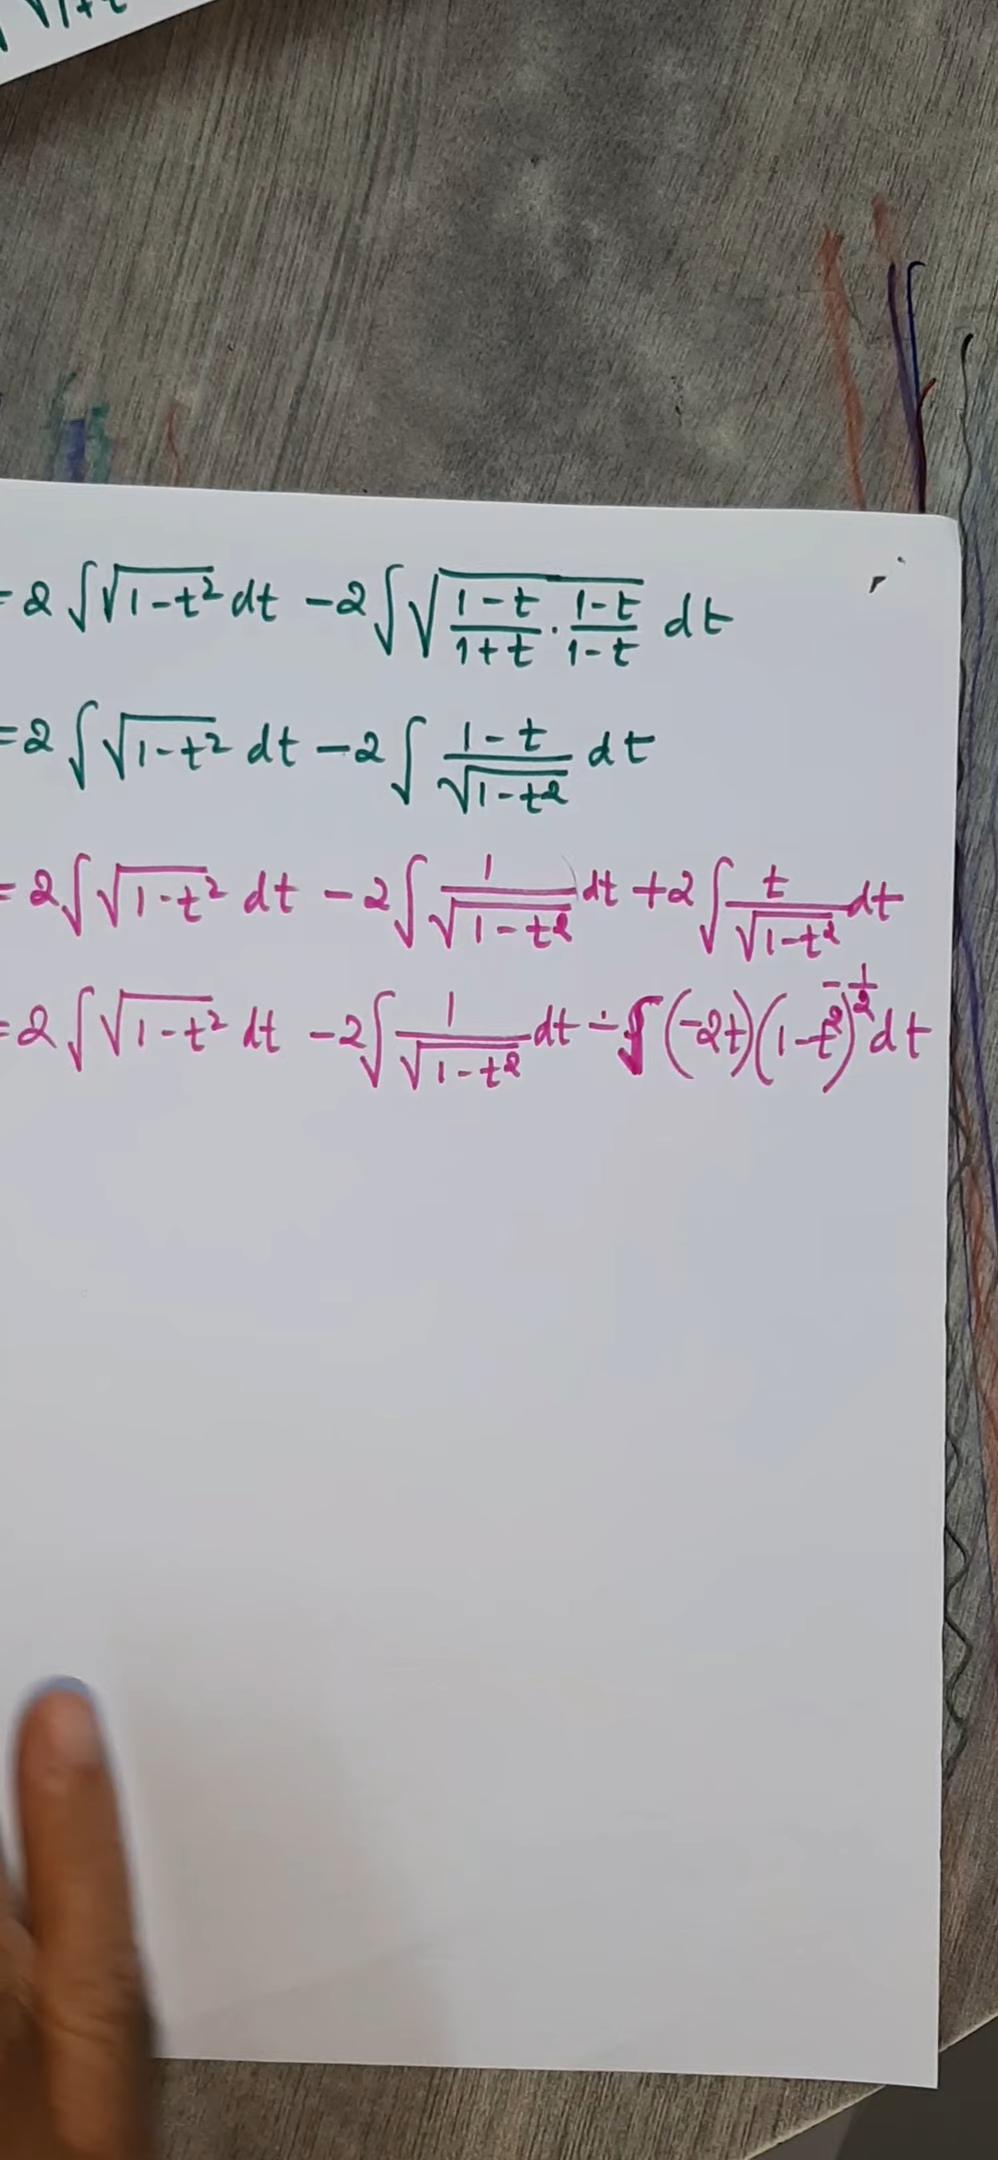 √1+t
=2∫√1-t² dt -2∫√(1-t)/(1+t) · (1-t)/(1-t) dt
=2∫√1-t² dt -2∫ (1-t)/√1-t² dt
=2∫√1-t² dt -2∫ 1/√1-t² dt +2∫ t/√1-t² dt
=2∫√1-t² dt -2∫ 1/√1-t² dt -∫(-2t)(1-t²)^-1/2 dt